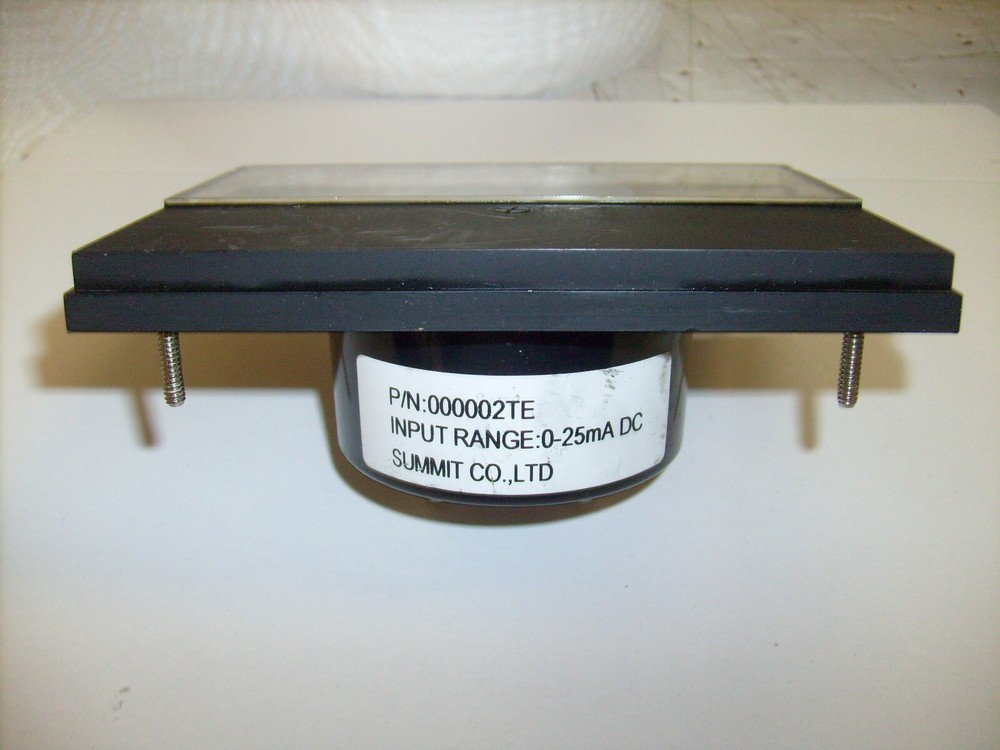 P/N:000002TE
INPUT RANGE:0-25mA DC
SUMMIT CO.,LTD